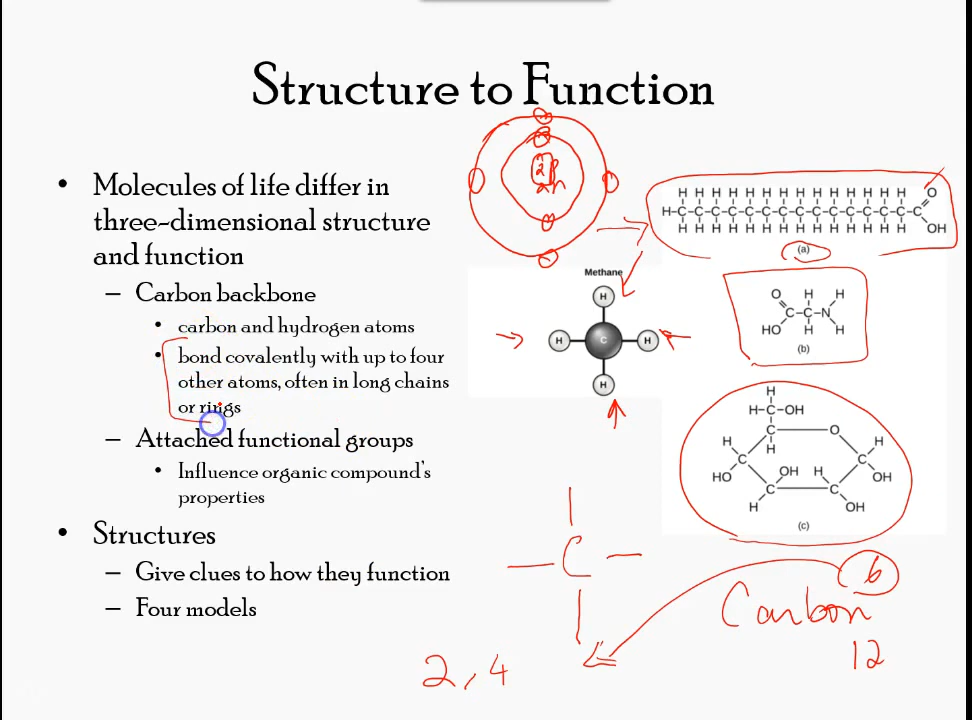 Structure to Function
• Molecules of life differ in
three-dimensional structure
and function
– Carbon backbone
• carbon and hydrogen atoms
• bond covalently with up to four
other atoms, often in long chains
or rings
– Attached functional groups
• Influence organic compound's
properties
• Structures
– Give clues to how they function
– Four models
H H H H H H H H H H H H H H O
H-C-C-C-C-C-C-C-C-C-C-C-C-C-C-C
H H H H H H H H H H H H H H OH
(a)
Methane
H
H C H
H
O H H
C-C-N
HO H H
(b)
H
H-C-OH
C O
H H H
C C
HO OH H OH
C C
H OH
(c)
C
6
Carbon
12
2, 4